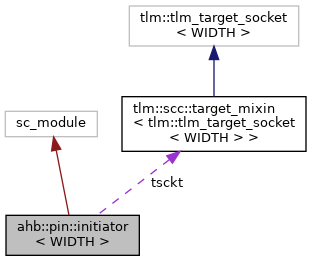 tlm::tlm_target_socket
< WIDTH >
tlm::scc::target_mixin
< tlm::tlm_target_socket
< WIDTH > >
sc_module
tsckt
ahb::pin::initiator
< WIDTH >